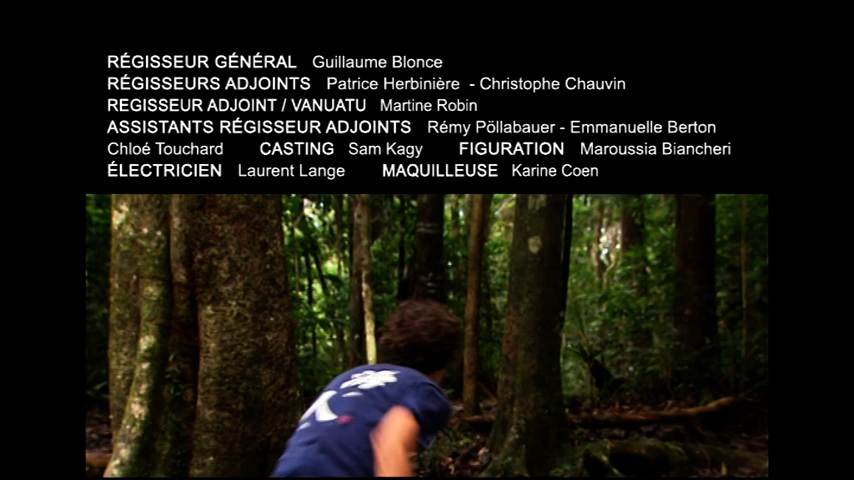 RÉGISSEUR GÉNÉRAL Guillaume Blonce
RÉGISSEURS ADJOINTS Patrice Herbinière - Christophe Chauvin
REGISSEUR ADJOINT / VANUATU Martine Robin
ASSISTANTS RÉGISSEUR ADJOINTS Rémy Pöllabauer - Emmanuelle Berton
Chloé Touchard CASTING Sam Kagy FIGURATION Maroussia Biancheri
ÉLECTRICIEN Laurent Lange MAQUILLEUSE Karine Coen